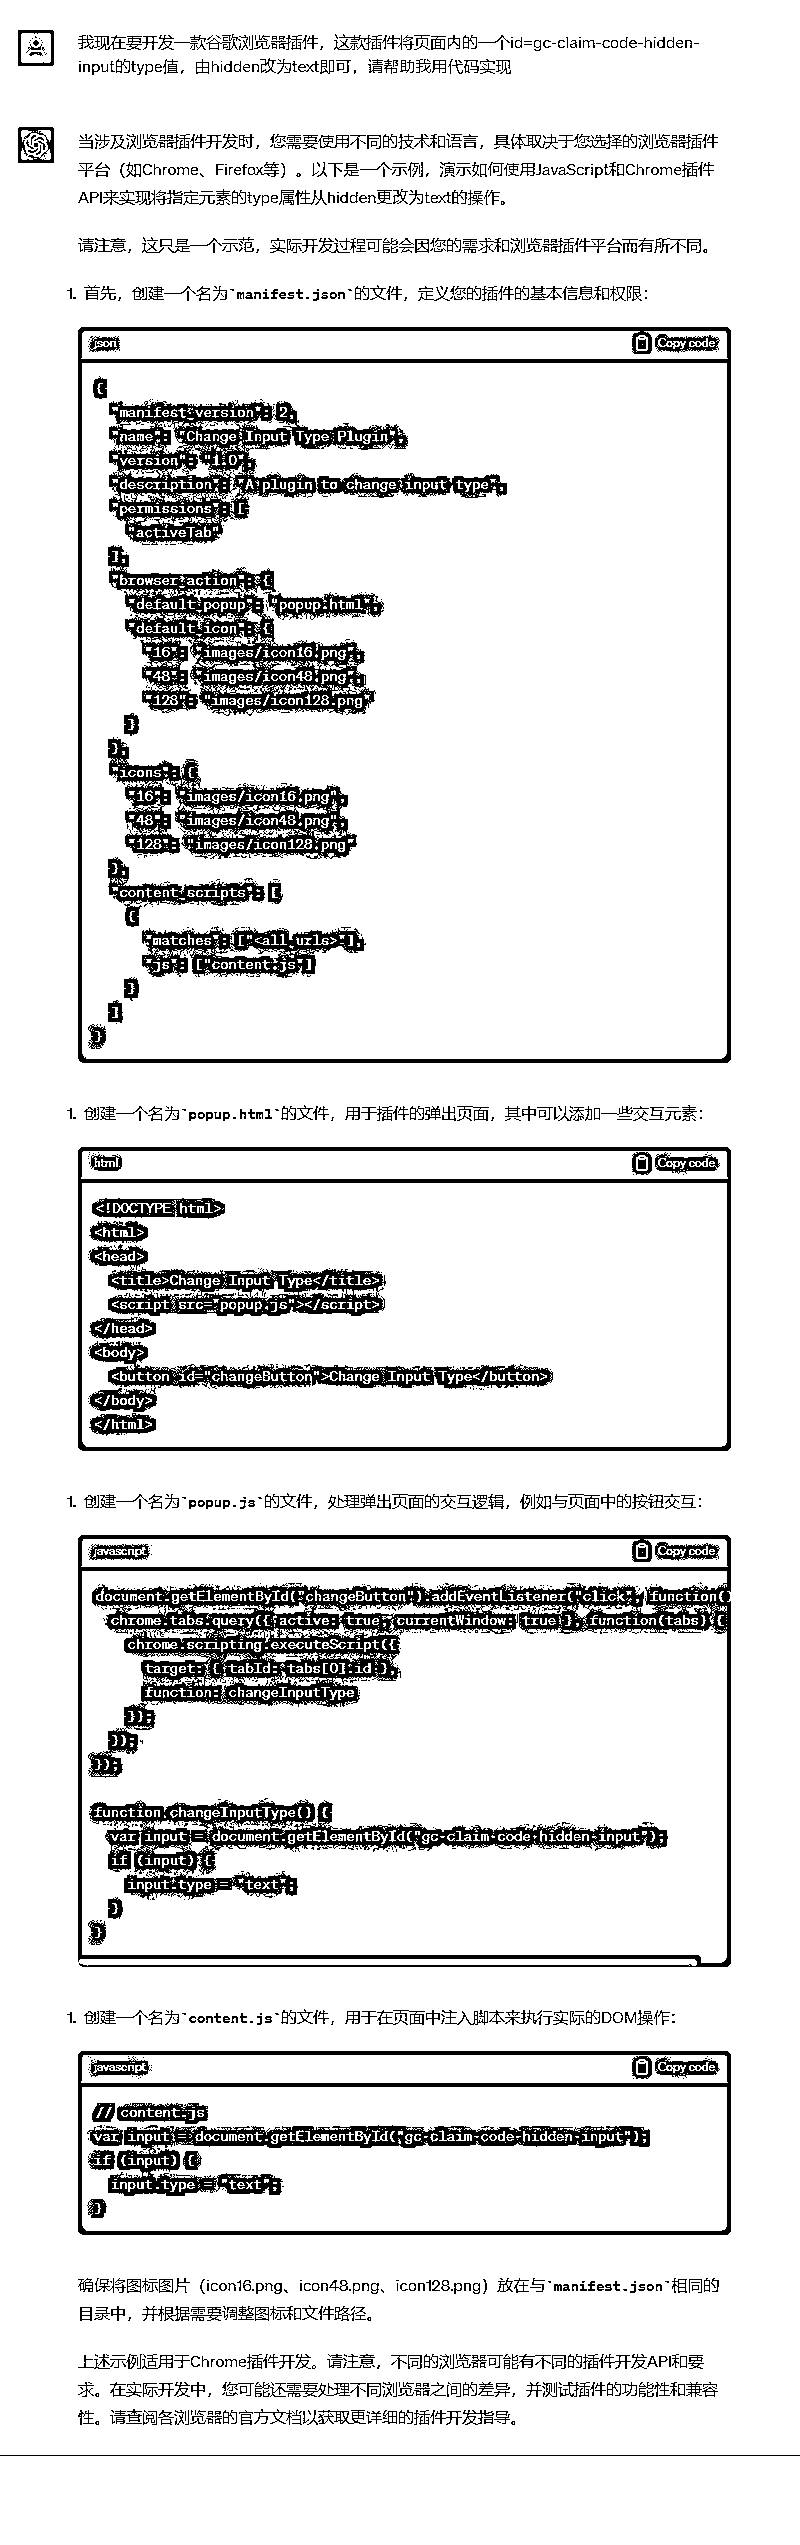 我现在要开发一款谷歌浏览器插件，这款插件将页面内的一个id=gc-claim-code-hidden-
input的type值，由hidden改为text即可，请帮助我用代码实现
当涉及浏览器插件开发时，您需要使用不同的技术和语言，具体取决于您选择的浏览器插件
平台（如Chrome、Firefox等）。以下是一个示例，演示如何使用JavaScript和Chrome插件
API来实现将指定元素的type属性从hidden更改为text的操作。
请注意，这只是一个示范，实际开发过程可能会因您的需求和浏览器插件平台而有所不同。
1. 首先，创建一个名为`manifest.json`的文件，定义您的插件的基本信息和权限：
json Copy code
{
"manifest_version": 2,
"name": "Change Input Type Plugin",
"version": "1.0",
"description": "A plugin to change input type",
"permissions": [
"activeTab"
],
"browser_action": {
"default_popup": "popup.html",
"default_icon": {
"16": "images/icon16.png",
"48": "images/icon48.png",
"128": "images/icon128.png"
}
},
"icons": {
"16": "images/icon16.png",
"48": "images/icon48.png",
"128": "images/icon128.png"
},
"content_scripts": [
{
"matches": ["<all_urls>"],
"js": ["content.js"]
}
]
}
1. 创建一个名为`popup.html`的文件，用于插件的弹出页面，其中可以添加一些交互元素：
html Copy code
<!DOCTYPE html>
<html>
<head>
<title>Change Input Type</title>
<script src="popup.js"></script>
</head>
<body>
<button id="changeButton">Change Input Type</button>
</body>
</html>
1. 创建一个名为`popup.js`的文件，处理弹出页面的交互逻辑，例如与页面中的按钮交互：
javascript Copy code
document.getElementById("changeButton").addEventListener("click", function()
chrome.tabs.query({ active: true, currentWindow: true }, function(tabs) {
chrome.scripting.executeScript({
target: { tabId: tabs[0].id },
function: changeInputType
});
});
});
function changeInputType() {
var input = document.getElementById("gc-claim-code-hidden-input");
if (input) {
input.type = "text";
}
}
1. 创建一个名为`content.js`的文件，用于在页面中注入脚本来执行实际的DOM操作：
javascript Copy code
// content.js
var input = document.getElementById("gc-claim-code-hidden-input");
if (input) {
input.type = "text";
}
确保将图标图片（icon16.png、icon48.png、icon128.png）放在与`manifest.json`相同的
目录中，并根据需要调整图标和文件路径。
上述示例适用于Chrome插件开发。请注意，不同的浏览器可能有不同的插件开发API和要
求。在实际开发中，您可能还需要处理不同浏览器之间的差异，并测试插件的功能性和兼容
性。请查阅各浏览器的官方文档以获取更详细的插件开发指导。